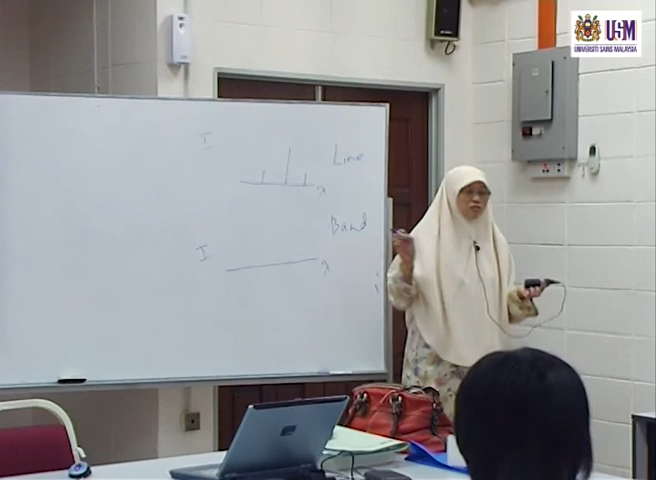 USM
UNIVERSITI SAINS MALAYSIA
I
Line
λ
Band
I
λ